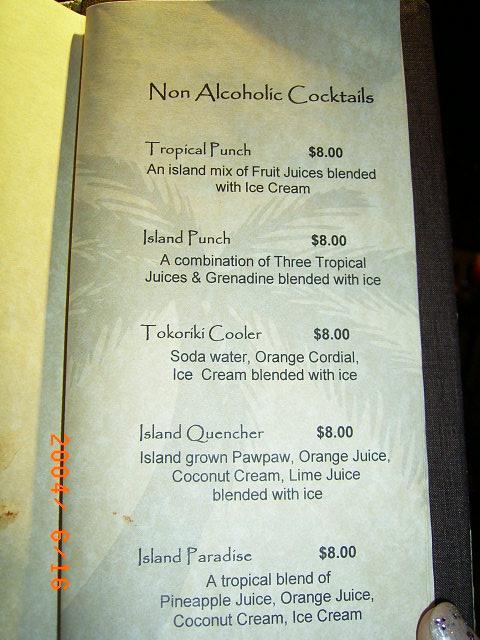 Non Alcoholic Cocktails
Tropical Punch $8.00
An island mix of Fruit Juices blended
with Ice Cream
Island Punch $8.00
A combination of Three Tropical
Juices & Grenadine blended with ice
Tokoriki Cooler $8.00
Soda water, Orange Cordial,
Ice Cream blended with ice
Island Quencher $8.00
Island grown Pawpaw, Orange Juice,
Coconut Cream, Lime Juice
blended with ice
Island Paradise $8.00
A tropical blend of
Pineapple Juice, Orange Juice,
Coconut Cream, Ice Cream
2004/ 6/16